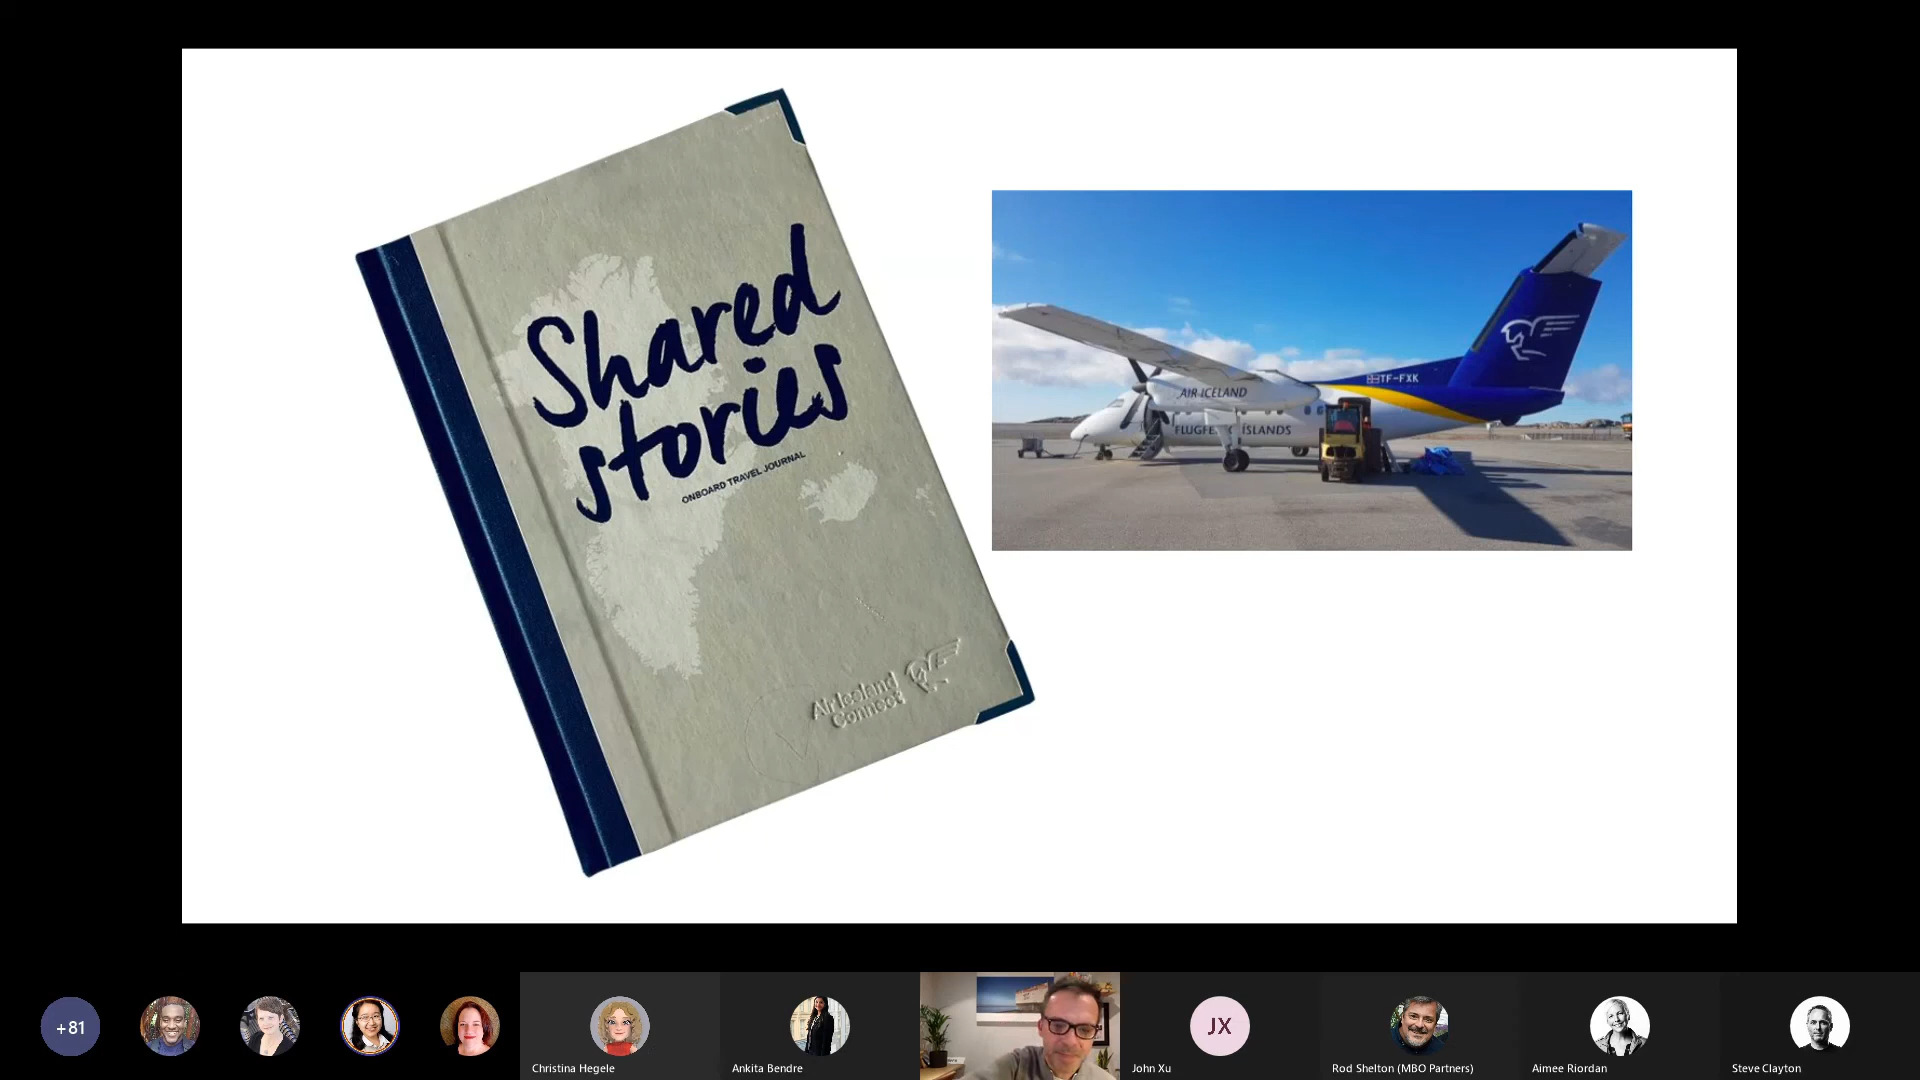 Shared
stories
ONBOARD TRAVEL JOURNAL
Air Iceland
Connect
AIR ICELAND
ÍSLANDS
TF-FXK
+81
Christina Hegele
Ankita Bendre
JX
John Xu
Rod Shelton (MBO Partners)
Aimee Riordan
Steve Clayton